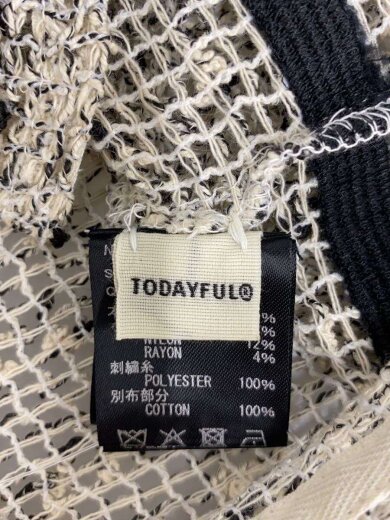 TODAYFUL®
%
%
NYLON 12%
RAYON 4%
刺繍糸
POLYESTER 100%
別布部分
COTTON 100%